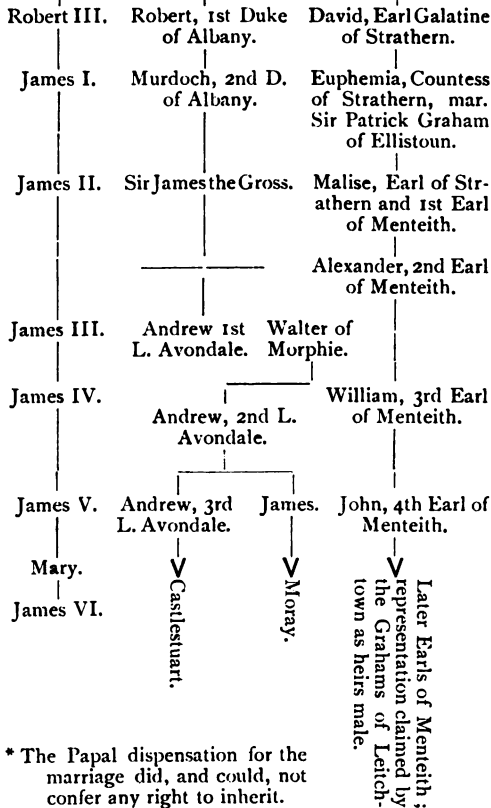 Robert III.
Robert, 1st Duke
of Albany.
David, Earl Galatine
of Strathern.
James I.
Murdoch, 2nd D.
of Albany.
Euphemia, Countess
of Strathern, mar.
Sir Patrick Graham
of Ellistoun.
James II.
Sir James the Gross.
Malise, Earl of Str-
athern and 1st Earl
of Menteith.
Alexander, 2nd Earl
of Menteith.
James III.
Andrew 1st
L. Avondale.
Walter of
Morphie.
James IV.
Andrew, 2nd L.
Avondale.
William, 3rd Earl
of Menteith.
James V.
Andrew, 3rd
L. Avondale.
James.
John, 4th Earl of
Menteith.
Mary.
James VI.
Castlestuart.
Moray.
Later Earls of Menteith;
representation claimed by
the Grahams of Leitch-
town as heirs male.
* The Papal dispensation for the
marriage did, and could, not
confer any right to inherit.